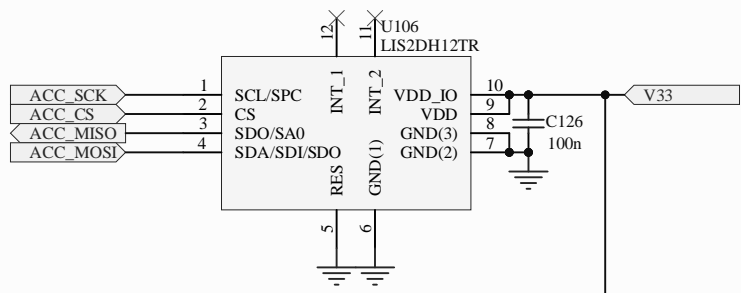 12
11
U106
LIS2DH12TR
INT_1
INT_2
ACC_SCK
1
SCL/SPC
VDD_IO
10
V33
ACC_CS
2
CS
VDD
9
ACC_MISO
3
SDO/SA0
GND(3)
8
C126
ACC_MOSI
4
SDA/SDI/SDO
GND(2)
7
100n
RES
GND(1)
5
6